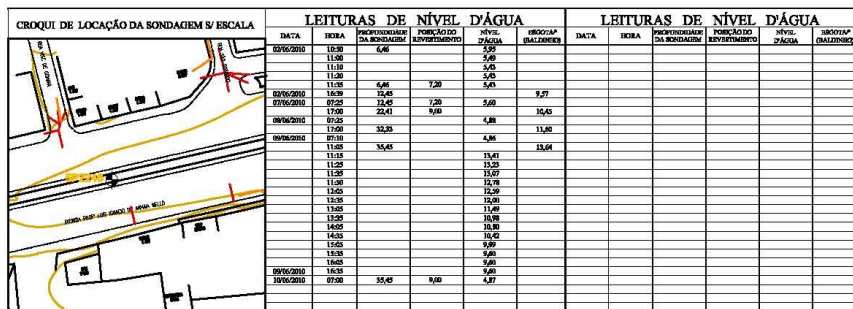 CROQUI DE LOCAÇÃO DA SONDAGEM S/ ESCALA
LEITURAS DE NÍVEL D'ÁGUA
DATA HORA PROFUNDIDADE DA SONDAGEM POSIÇÃO DO REVESTIMENTO NÍVEL D'ÁGUA ESGOTAº (BALDINHO)
02/06/2010 10:50 6,46 5,95
11:00 5,49
11:10 5,43
11:20 5,43
11:35 6,46 7,20 5,43
02/06/2010 16:59 12,45 9,57
07/06/2010 07:25 12,45 7,20 5,60
17:00 22,41 9,00 10,45
08/06/2010 07:25 4,88
17:00 11,60
09/06/2010 07:10 4,86
11:05 35,45 13,64
11:15 13,41
11:25 13,23
11:35 13,07
11:50 12,78
12:05 12,59
12:35 12,00
13:05 11,49
13:35 10,98
14:05 10,80
14:35 10,42
15:05 9,89
15:35 9,60
16:05 9,60
09/06/2010 16:35 9,60
10/06/2010 07:00 35,45 9,00 4,87
LEITURAS DE NÍVEL D'ÁGUA
DATA HORA PROFUNDIDADE DA SONDAGEM POSIÇÃO DO REVESTIMENTO NÍVEL D'ÁGUA ESGOTAº (BALDINHO)